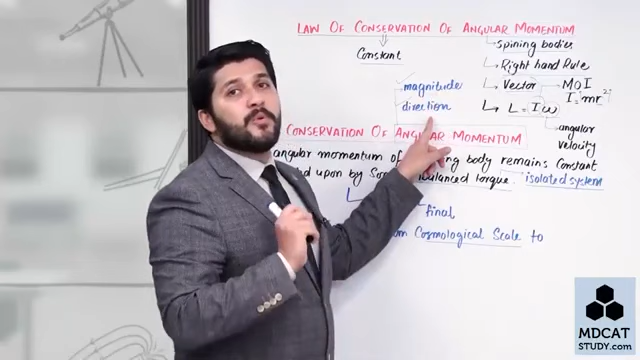 LAW OF CONSERVATION OF ANGULAR MOMENTUM
Constant
spining bodies
Right hand Rule
Vector → MOI
I = mr²
L = Iω
angular
velocity
magnitude
direction
CONSERVATION OF ANGULAR MOMENTUM
angular momentum of body remains Constant
upon by unbalanced torque. isolated system
final
Cosmological Scale to
MDCAT
STUDY.com